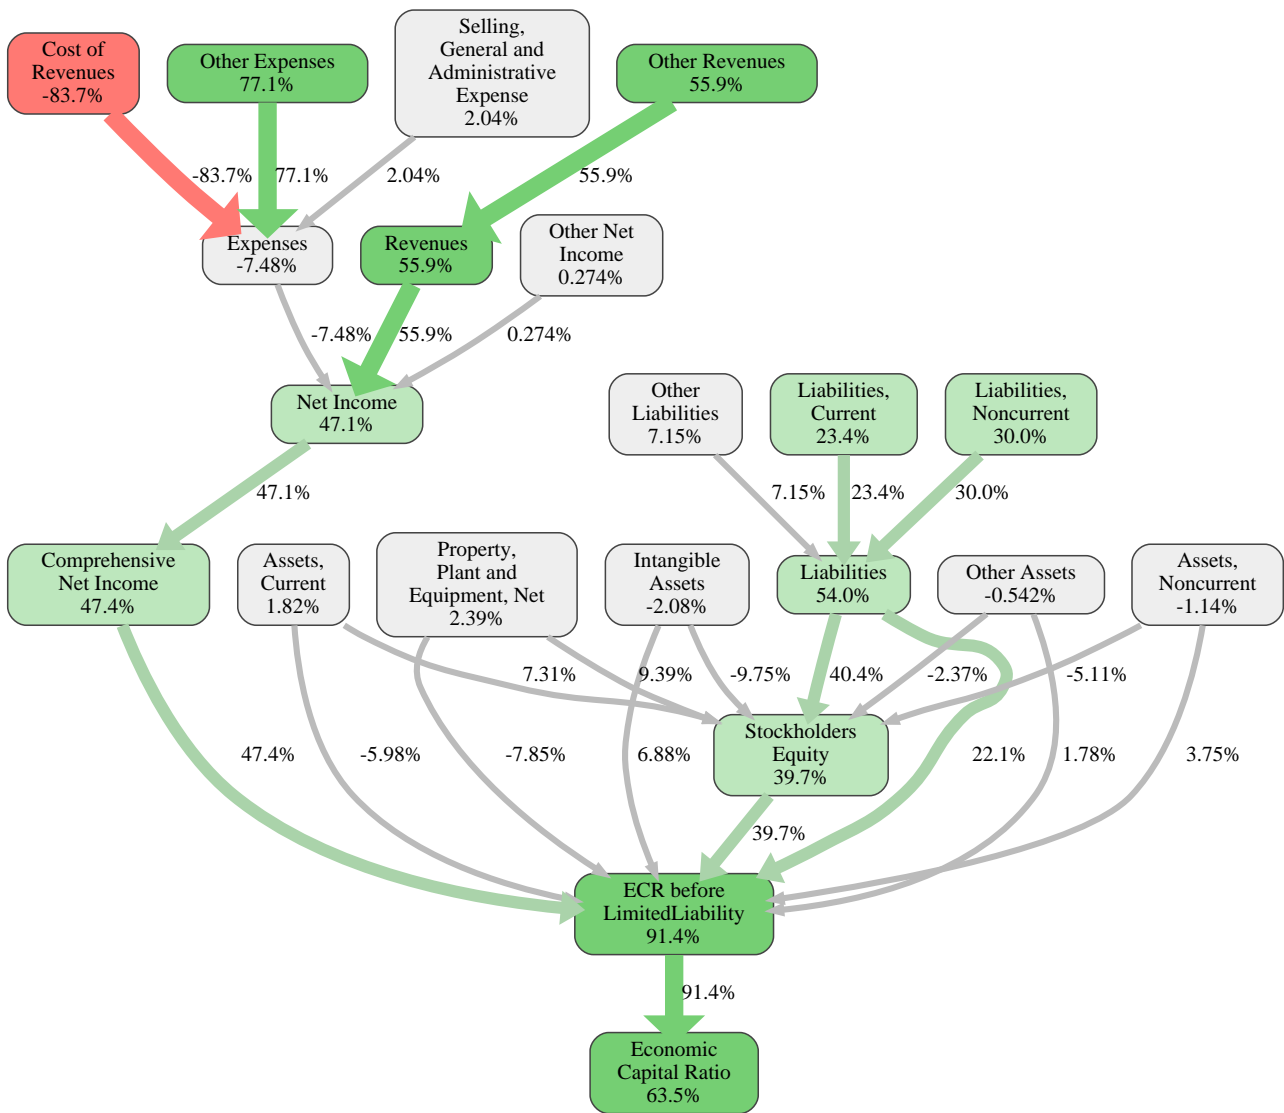 Cost of
Revenues
-83.7%
Other Expenses
77.1%
Selling,
General and
Administrative
Expense
2.04%
Other Revenues
55.9%
-83.7%
77.1%
2.04%
55.9%
Expenses
-7.48%
Revenues
55.9%
Other Net
Income
0.274%
-7.48%
55.9%
0.274%
Net Income
47.1%
Other
Liabilities
7.15%
Liabilities,
Current
23.4%
Liabilities,
Noncurrent
30.0%
47.1%
7.15%
23.4%
30.0%
Comprehensive
Net Income
47.4%
Assets,
Current
1.82%
Property,
Plant and
Equipment, Net
2.39%
Intangible
Assets
-2.08%
Liabilities
54.0%
Other Assets
-0.542%
Assets,
Noncurrent
-1.14%
7.31%
9.39%
-9.75%
40.4%
-2.37%
-5.11%
Stockholders
Equity
39.7%
47.4%
-5.98%
-7.85%
6.88%
22.1%
1.78%
3.75%
39.7%
ECR before
LimitedLiability
91.4%
91.4%
Economic
Capital Ratio
63.5%